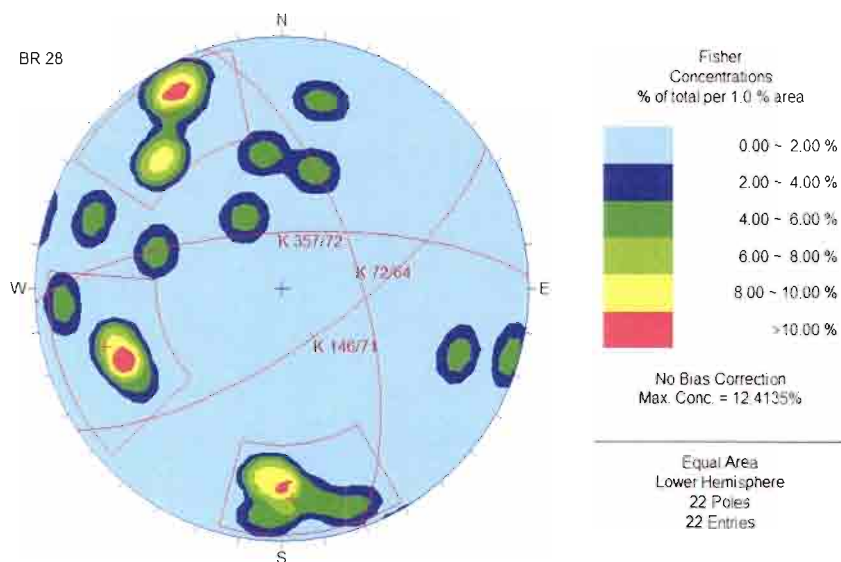 N
BR 28
W
E
S
K 357/72
K 72/64
K 146/71
Fisher
Concentrations
% of total per 1.0 % area
0.00 ~ 2.00 %
2.00 ~ 4.00 %
4.00 ~ 6.00 %
6.00 ~ 8.00 %
8.00 ~ 10.00 %
>10.00 %
No Bias Correction
Max. Conc. = 12.4135%
Equal Area
Lower Hemisphere
22 Poles
22 Entries